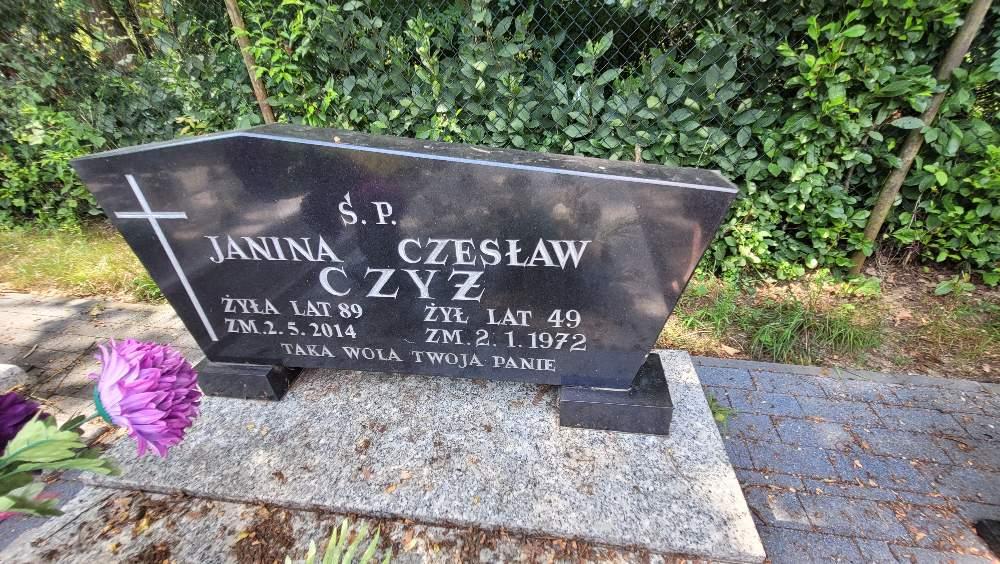 Ś. P.
JANINA CZESŁAW
CZYŻ
ŻYŁA LAT 89 ŻYŁ LAT 49
ZM. 2. 5. 2014 ZM. 2. 1. 1972
TAKA WOLA TWOJA PANIE